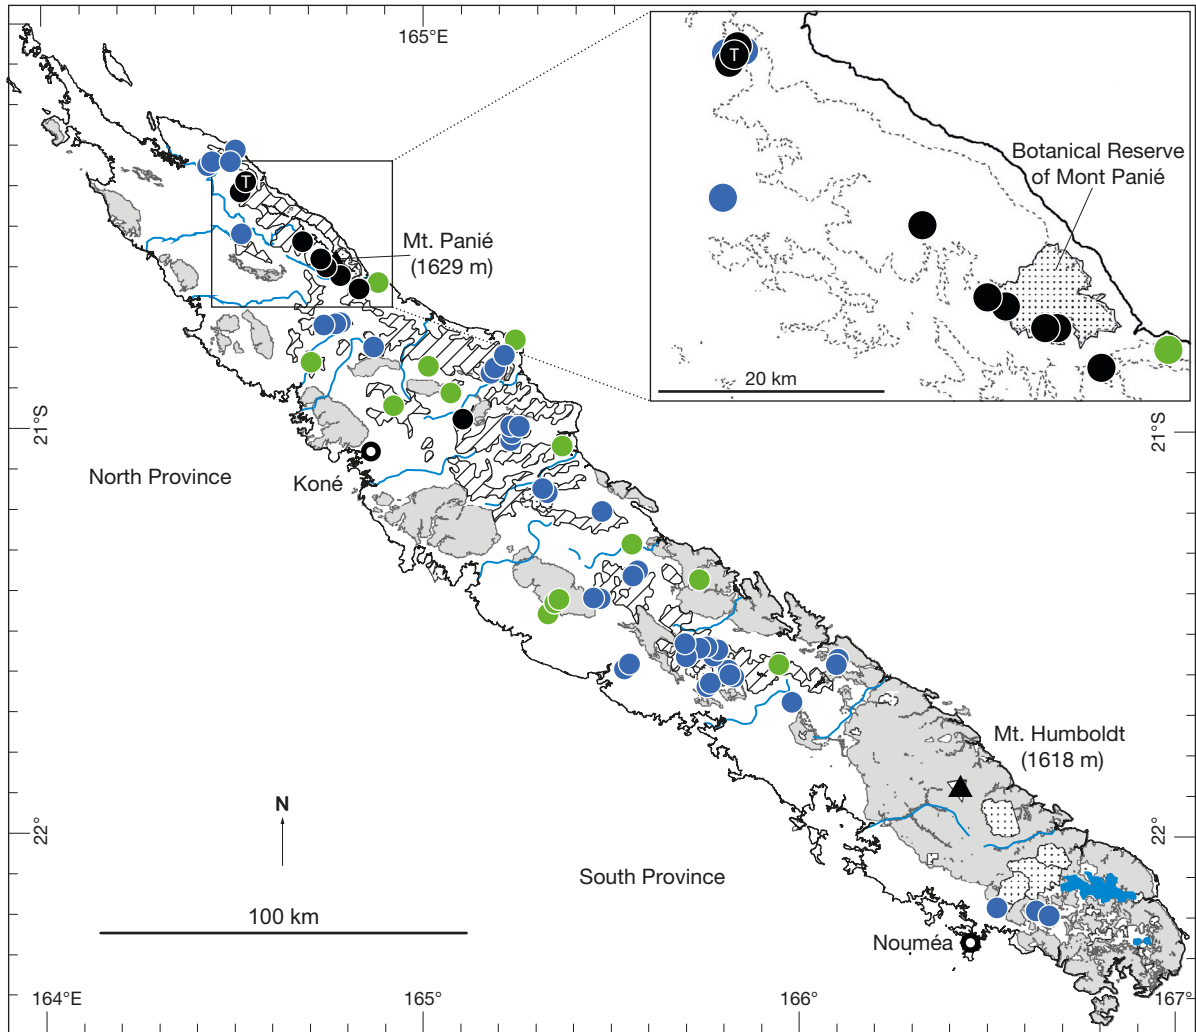 165°E
T
Botanical Reserve
of Mont Panié
20 km
T
Mt. Panié
(1629 m)
21°S
21°S
North Province
Koné
Mt. Humboldt
(1618 m)
N
22°
22°
South Province
100 km
Nouméa
164°E
165°
166°
167°